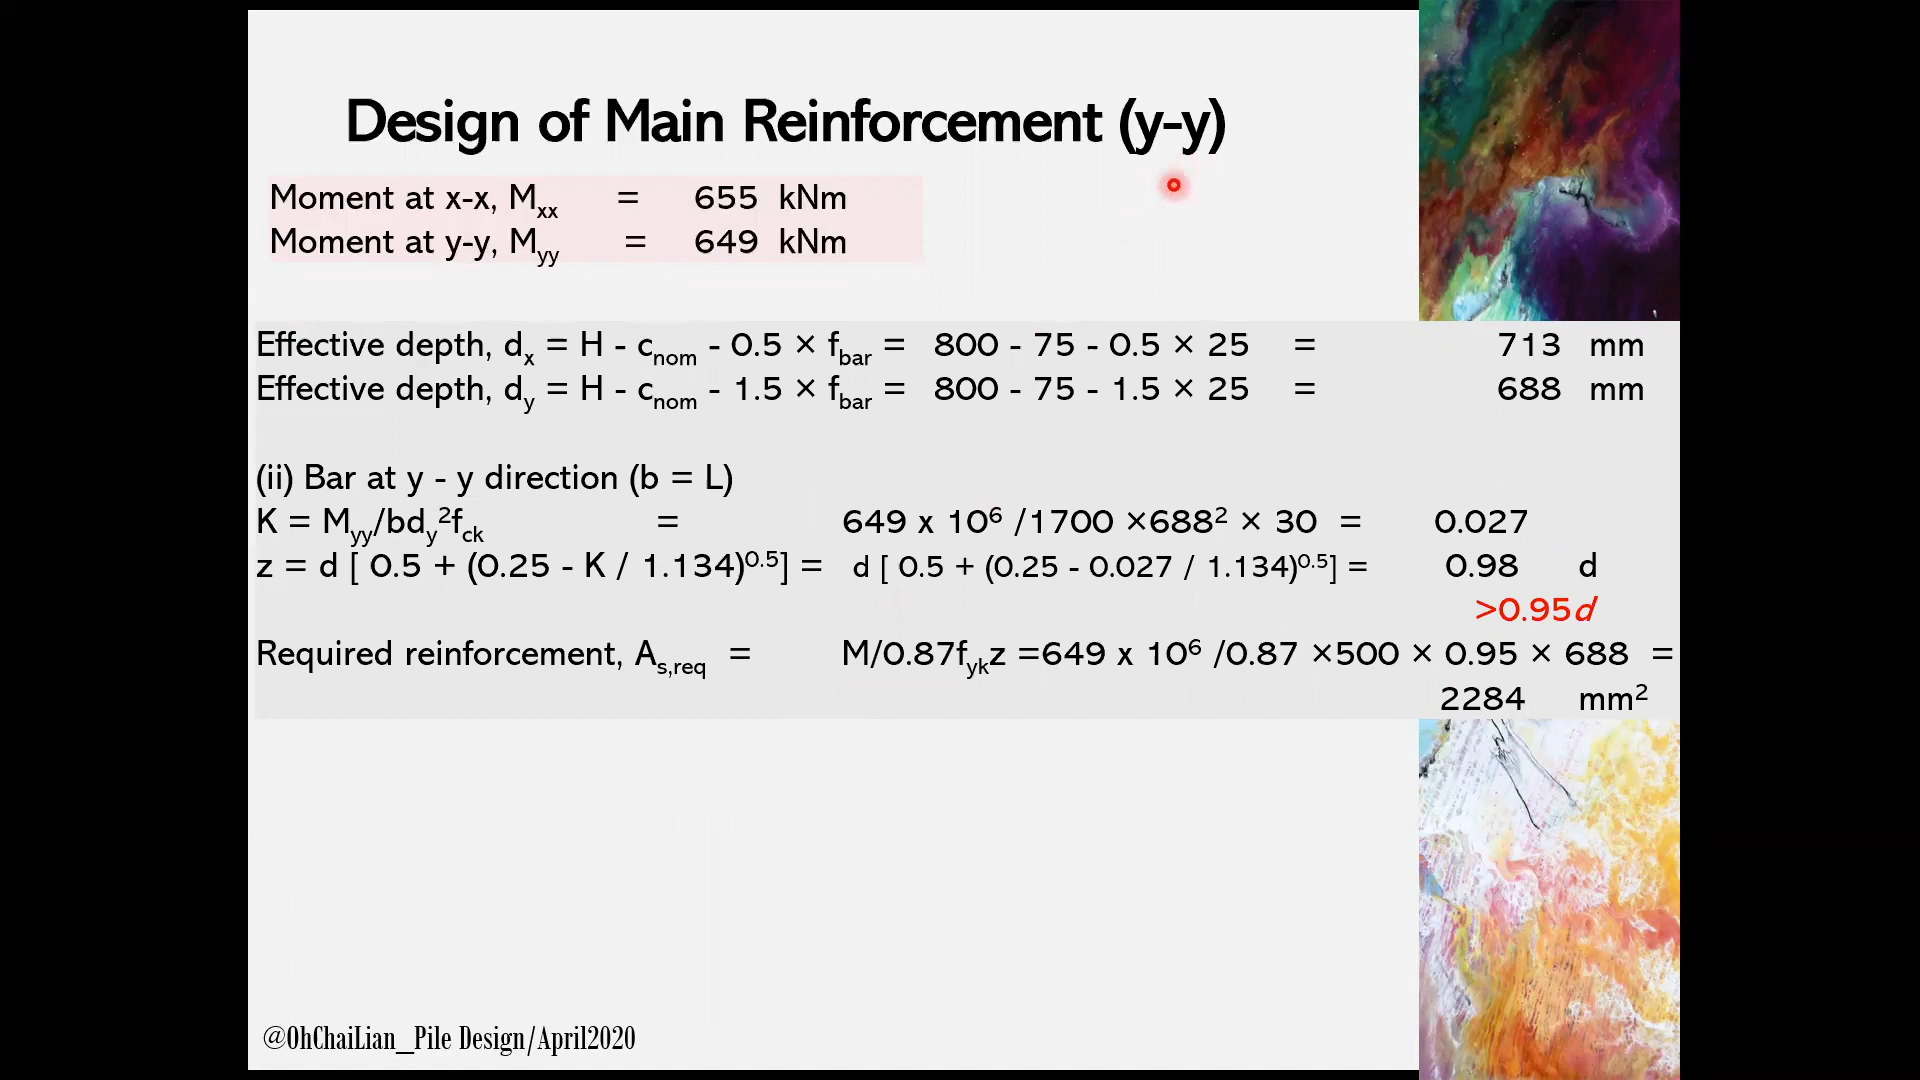 Design of Main Reinforcement (y-y)
Moment at x-x, Mxx = 655 kNm
Moment at y-y, Myy = 649 kNm
Effective depth, dx = H - cnom - 0.5 × fbar = 800 - 75 - 0.5 × 25 = 713 mm
Effective depth, dy = H - cnom - 1.5 × fbar = 800 - 75 - 1.5 × 25 = 688 mm
(ii) Bar at y - y direction (b = L)
K = Myy/bdy²fck = 649 x 10⁶ /1700 ×688² × 30 = 0.027
z = d [ 0.5 + (0.25 - K / 1.134)⁰·⁵] = d [ 0.5 + (0.25 - 0.027 / 1.134)⁰·⁵] = 0.98 d
>0.95d
Required reinforcement, As,req = M/0.87fykz =649 x 10⁶ /0.87 ×500 × 0.95 × 688 =
2284 mm²
@OhChaiLian_Pile Design/April2020